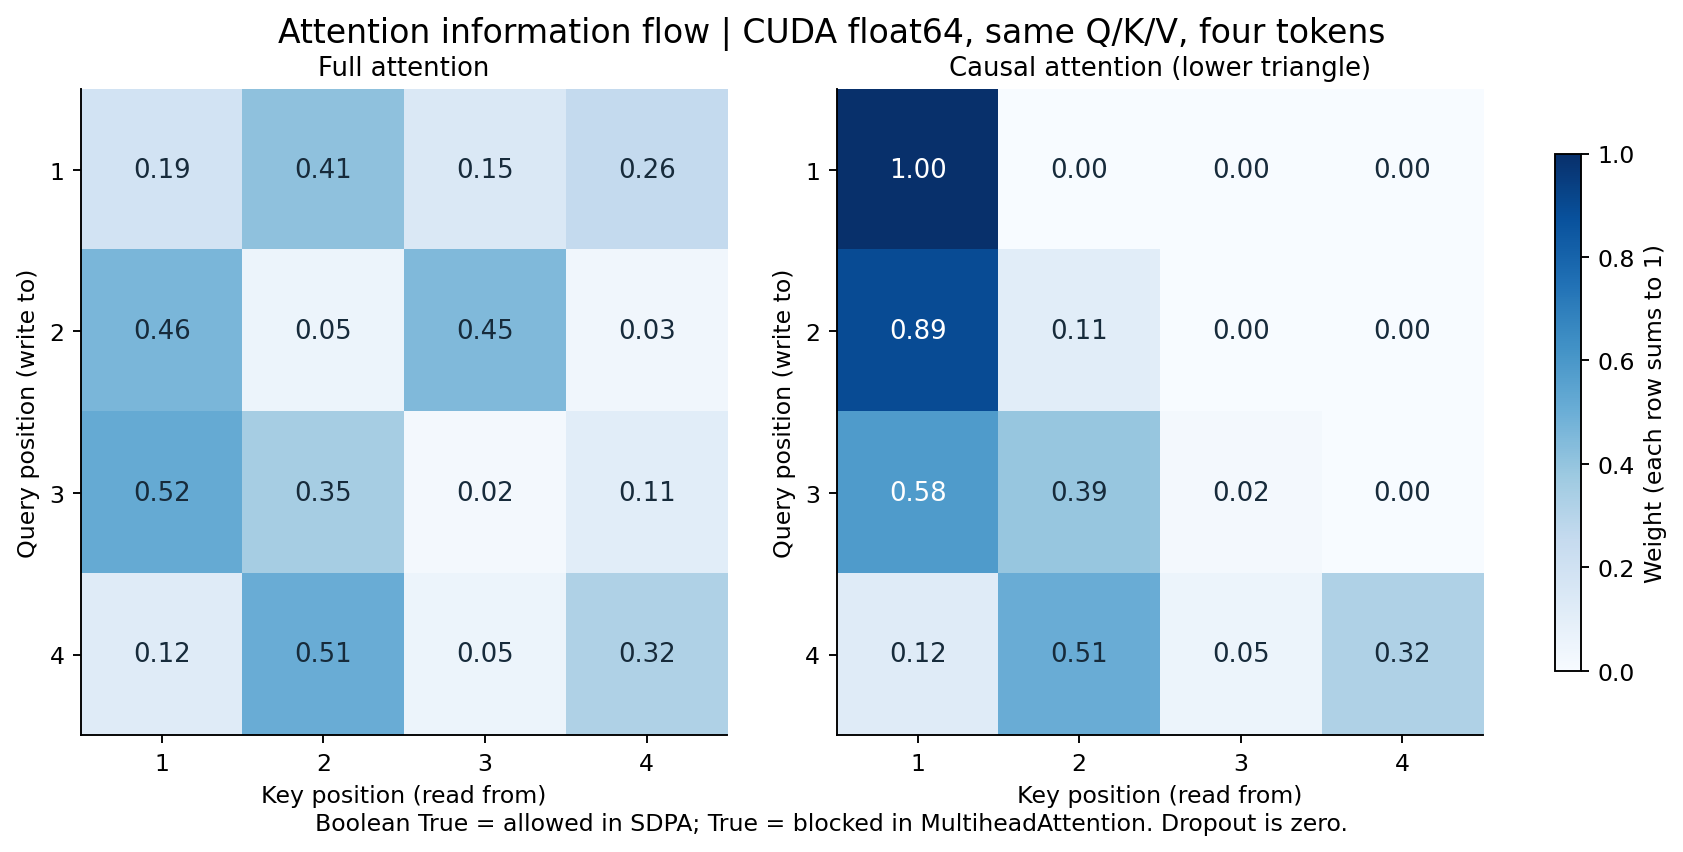 Attention information flow | CUDA float64, same Q/K/V, four tokens
Full attention
Query position (write to)
1
0.19 0.41 0.15 0.26
2
0.46 0.05 0.45 0.03
3
0.52 0.35 0.02 0.11
4
0.12 0.51 0.05 0.32
1 2 3 4
Key position (read from)
Causal attention (lower triangle)
Query position (write to)
1
1.00 0.00 0.00 0.00
2
0.89 0.11 0.00 0.00
3
0.58 0.39 0.02 0.00
4
0.12 0.51 0.05 0.32
1 2 3 4
Key position (read from)
1.0
0.8
0.6
0.4
0.2
0.0
Weight (each row sums to 1)
Boolean True = allowed in SDPA; True = blocked in MultiheadAttention. Dropout is zero.